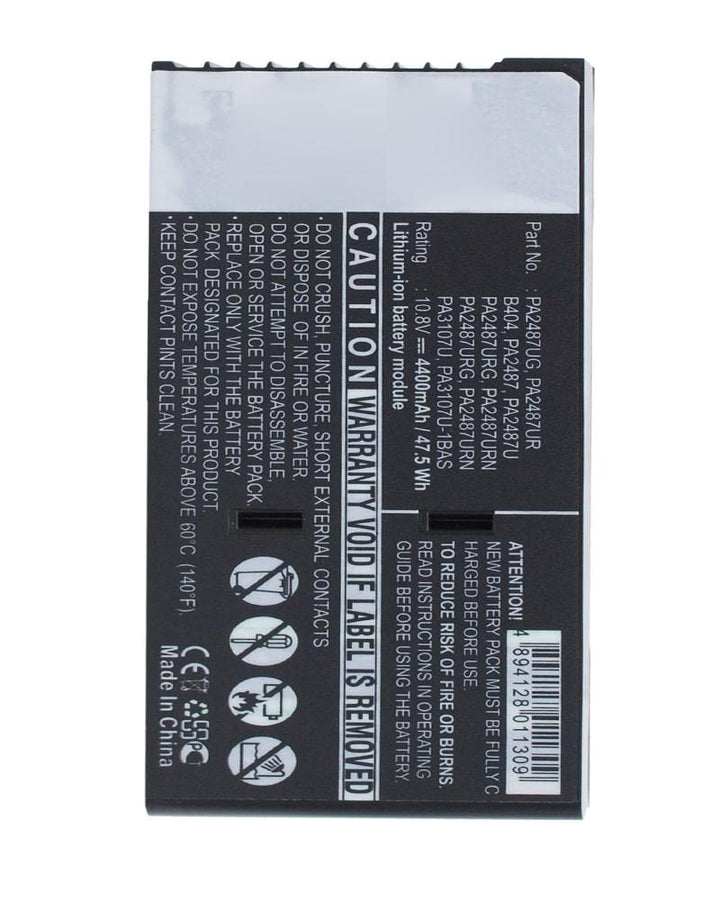 Part No. : PA2487UG, PA2487UR
B404, PA2487, PA2487U
PA2487URG, PA2487URN
PA2487URG, PA2487URN
PA3107U, PA3107U-1BAS
Rating : 10.8V ⎓ 4400mAh / 47.5 Wh
Lithium-ion battery module
ATTENTION!
NEW BATTERY PACK MUST BE FULLY C
HARGED BEFORE USE.
TO REDUCE RISK OF FIRE OR BURNS.
READ INSTRUCTIONS IN OPERATING
GUIDE BEFORE USING THE BATTERY.
4 894128 011309
CAUTION WARRANTY VOID IF LABEL IS REMOVED
·DO NOT CRUSH, PUNCTURE, SHORT EXTERNAL CONTACTS
OR DISPOSE OF IN FIRE OR WATER.
·DO NOT ATTEMPT TO DISASSEMBLE,
OPEN OR SERVICE THE BATTERY PACK.
·REPLACE ONLY WITH THE BATTERY
PACK DESIGNATED FOR THIS PRODUCT.
·DO NOT EXPOSE TEMPERATURES ABOVE 60°C (140°F).
·KEEP CONTACT PINTS CLEAN.
CE
Made In China